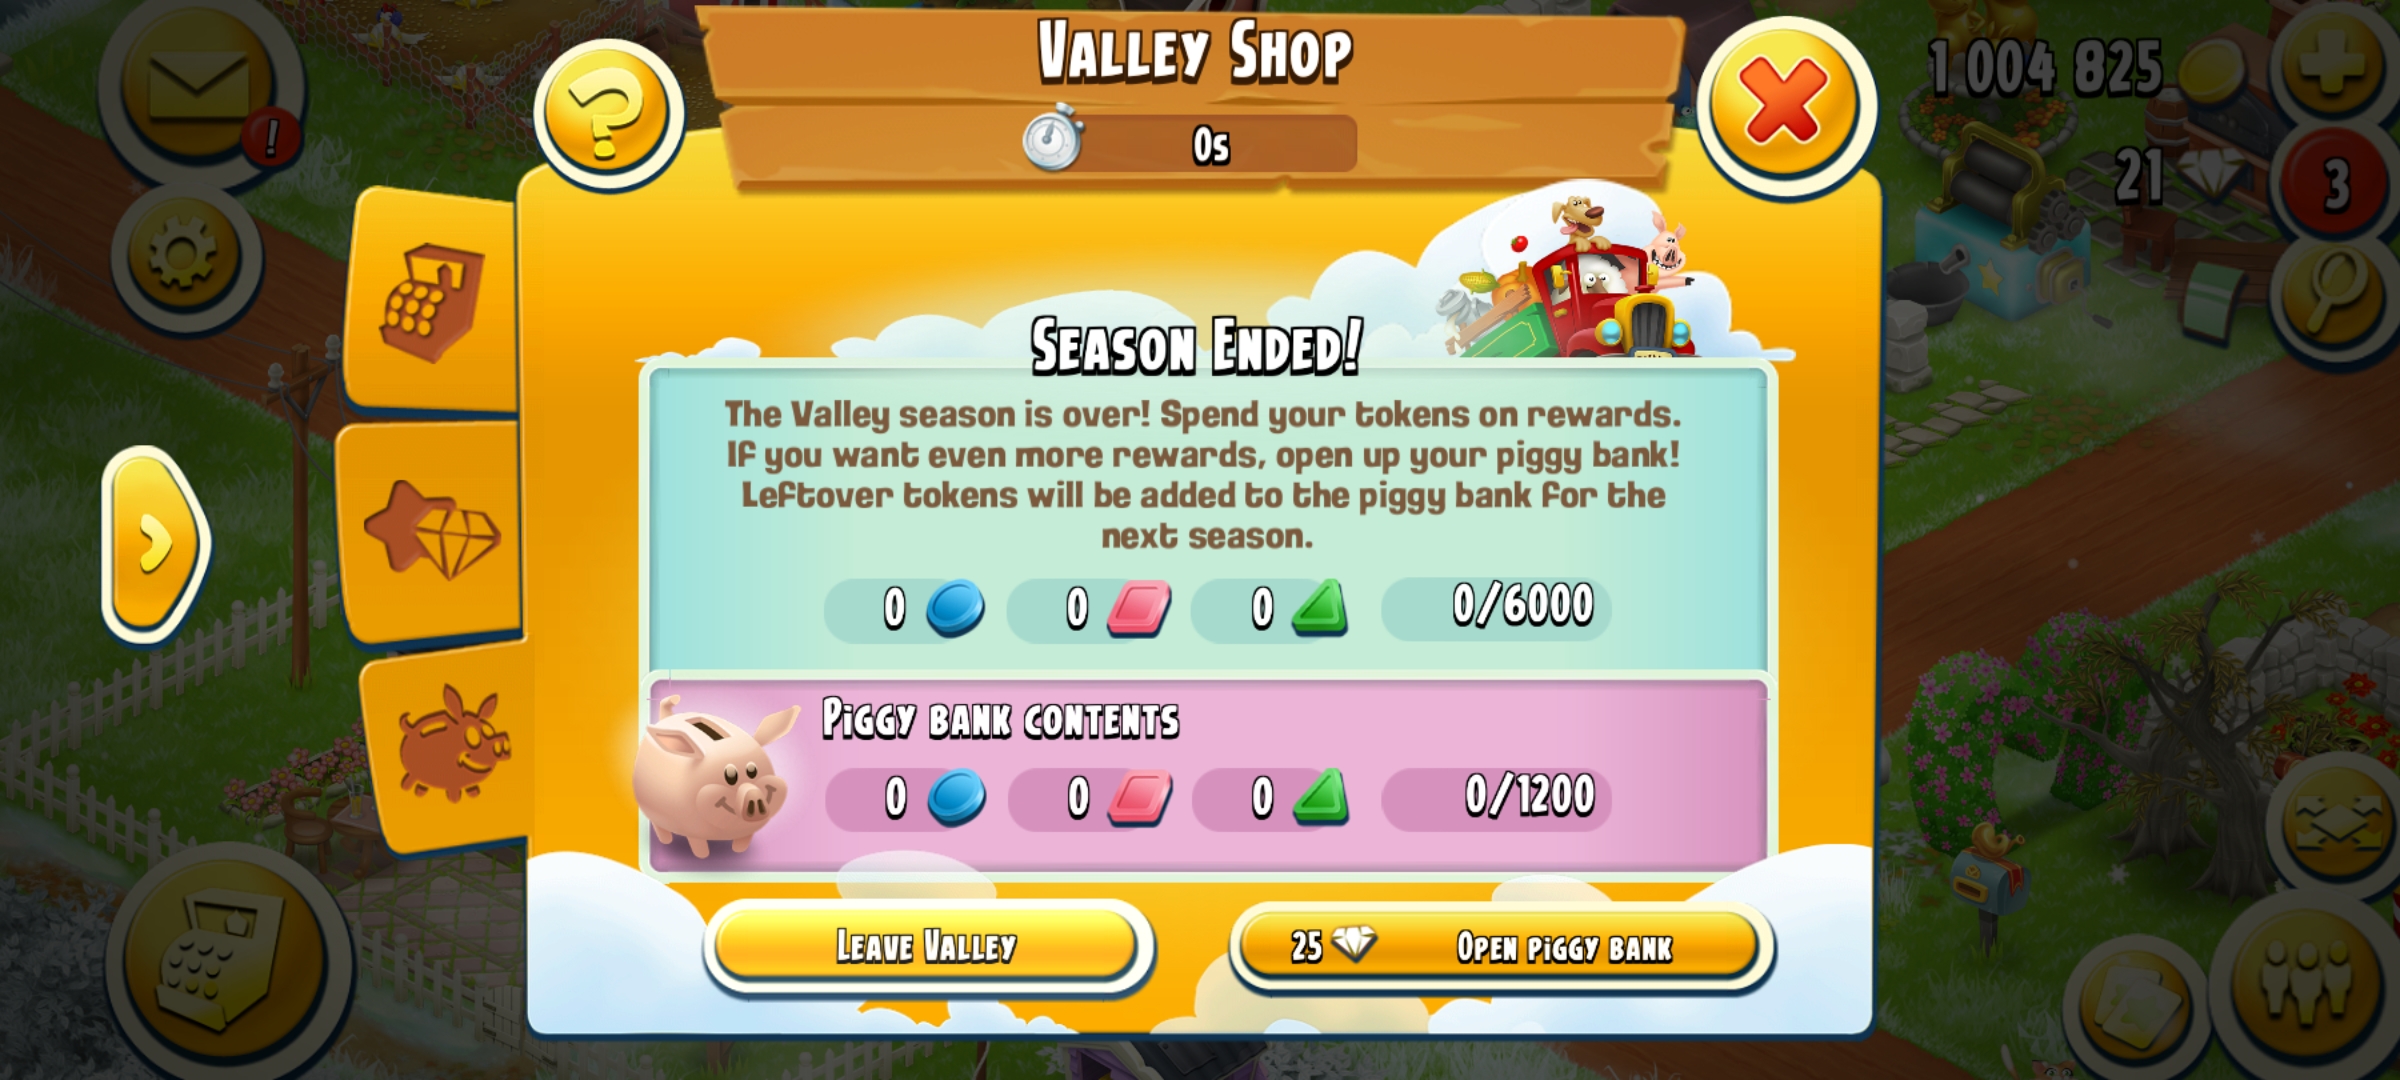 Valley Shop
0s
1 004 825
!
21
3
Season Ended!
The Valley season is over! Spend your tokens on rewards.
If you want even more rewards, open up your piggy bank!
Leftover tokens will be added to the piggy bank for the
next season.
0 0 0 0/6000
Piggy bank contents
0 0 0 0/1200
Leave Valley
25 Open piggy bank